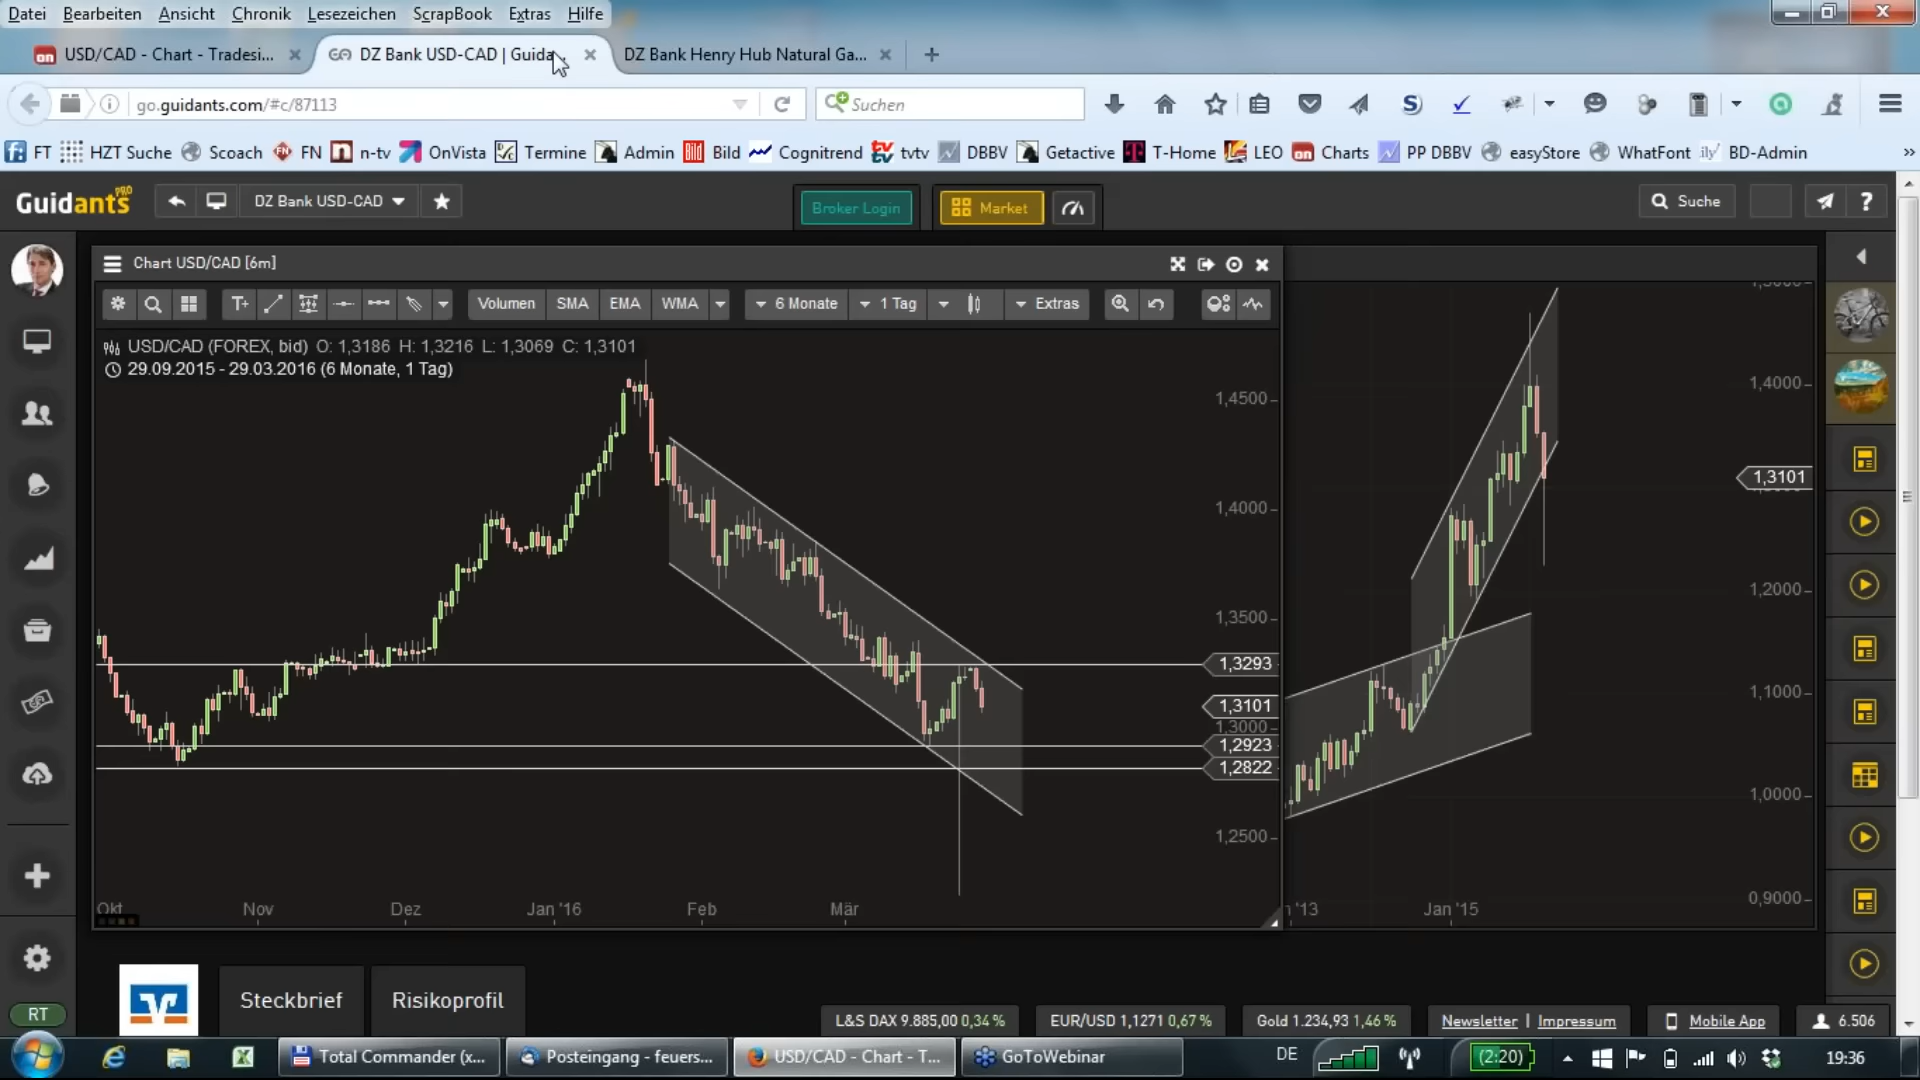 Datei Bearbeiten Ansicht Chronik Lesezeichen ScrapBook Extras Hilfe
on USD/CAD - Chart - Tradesi... DZ Bank USD-CAD | Guida DZ Bank Henry Hub Natural Ga...
go.guidants.com/#c/87113 Suchen
FT HZT Suche Scoach FN n-tv OnVista Termine Admin Bild Cognitrend tvtv DBBV Getactive T-Home LEO on Charts PP DBBV easyStore WhatFont ily/ BD-Admin
Guidants PRO DZ Bank USD-CAD Broker Login Market Suche ?
Chart USD/CAD [6m]
T+ Volumen SMA EMA WMA 6 Monate 1 Tag Extras
USD/CAD (FOREX, bid) O: 1,3186 H: 1,3216 L: 1,3069 C: 1,3101
29.09.2015 - 29.03.2016 (6 Monate, 1 Tag)
1,4500
1,4000
1,3500
1,3293
1,3101
1,3000
1,2923
1,2822
1,2500
Okt Nov Dez Jan '16 Feb Mär
1,4000
1,3101
1,2000
1,1000
1,0000
0,9000
'13 Jan '15
Steckbrief Risikoprofil
RT
L&S DAX 9.885,00 0,34 % EUR/USD 1,1271 0,67 % Gold 1.234,93 1,46 % Newsletter | Impressum Mobile App 6.506
Total Commander (x... Posteingang - feuers... USD/CAD - Chart - T... GoToWebinar DE (2:20) 19:36